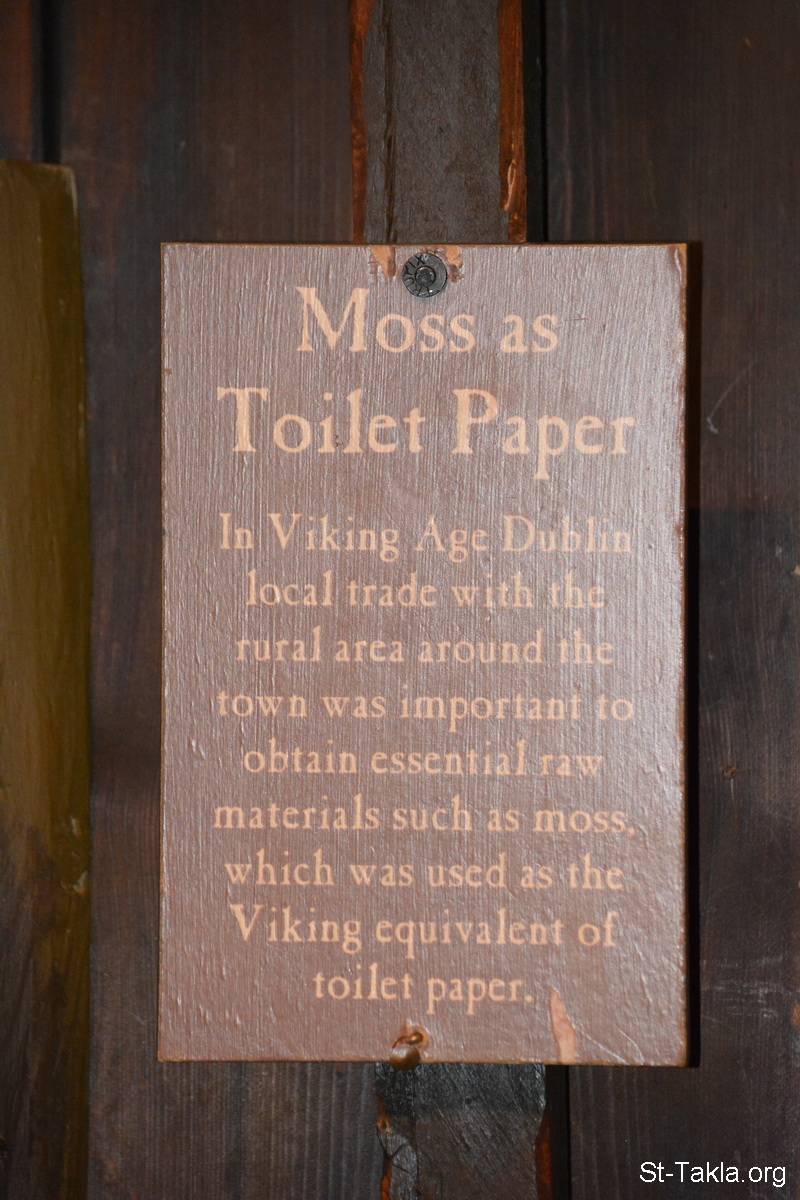 Moss as
Toilet Paper
In Viking Age Dublin
local trade with the
rural area around the
town was important to
obtain essential raw
materials such as moss,
which was used as the
Viking equivalent of
toilet paper.
St-Takla.org